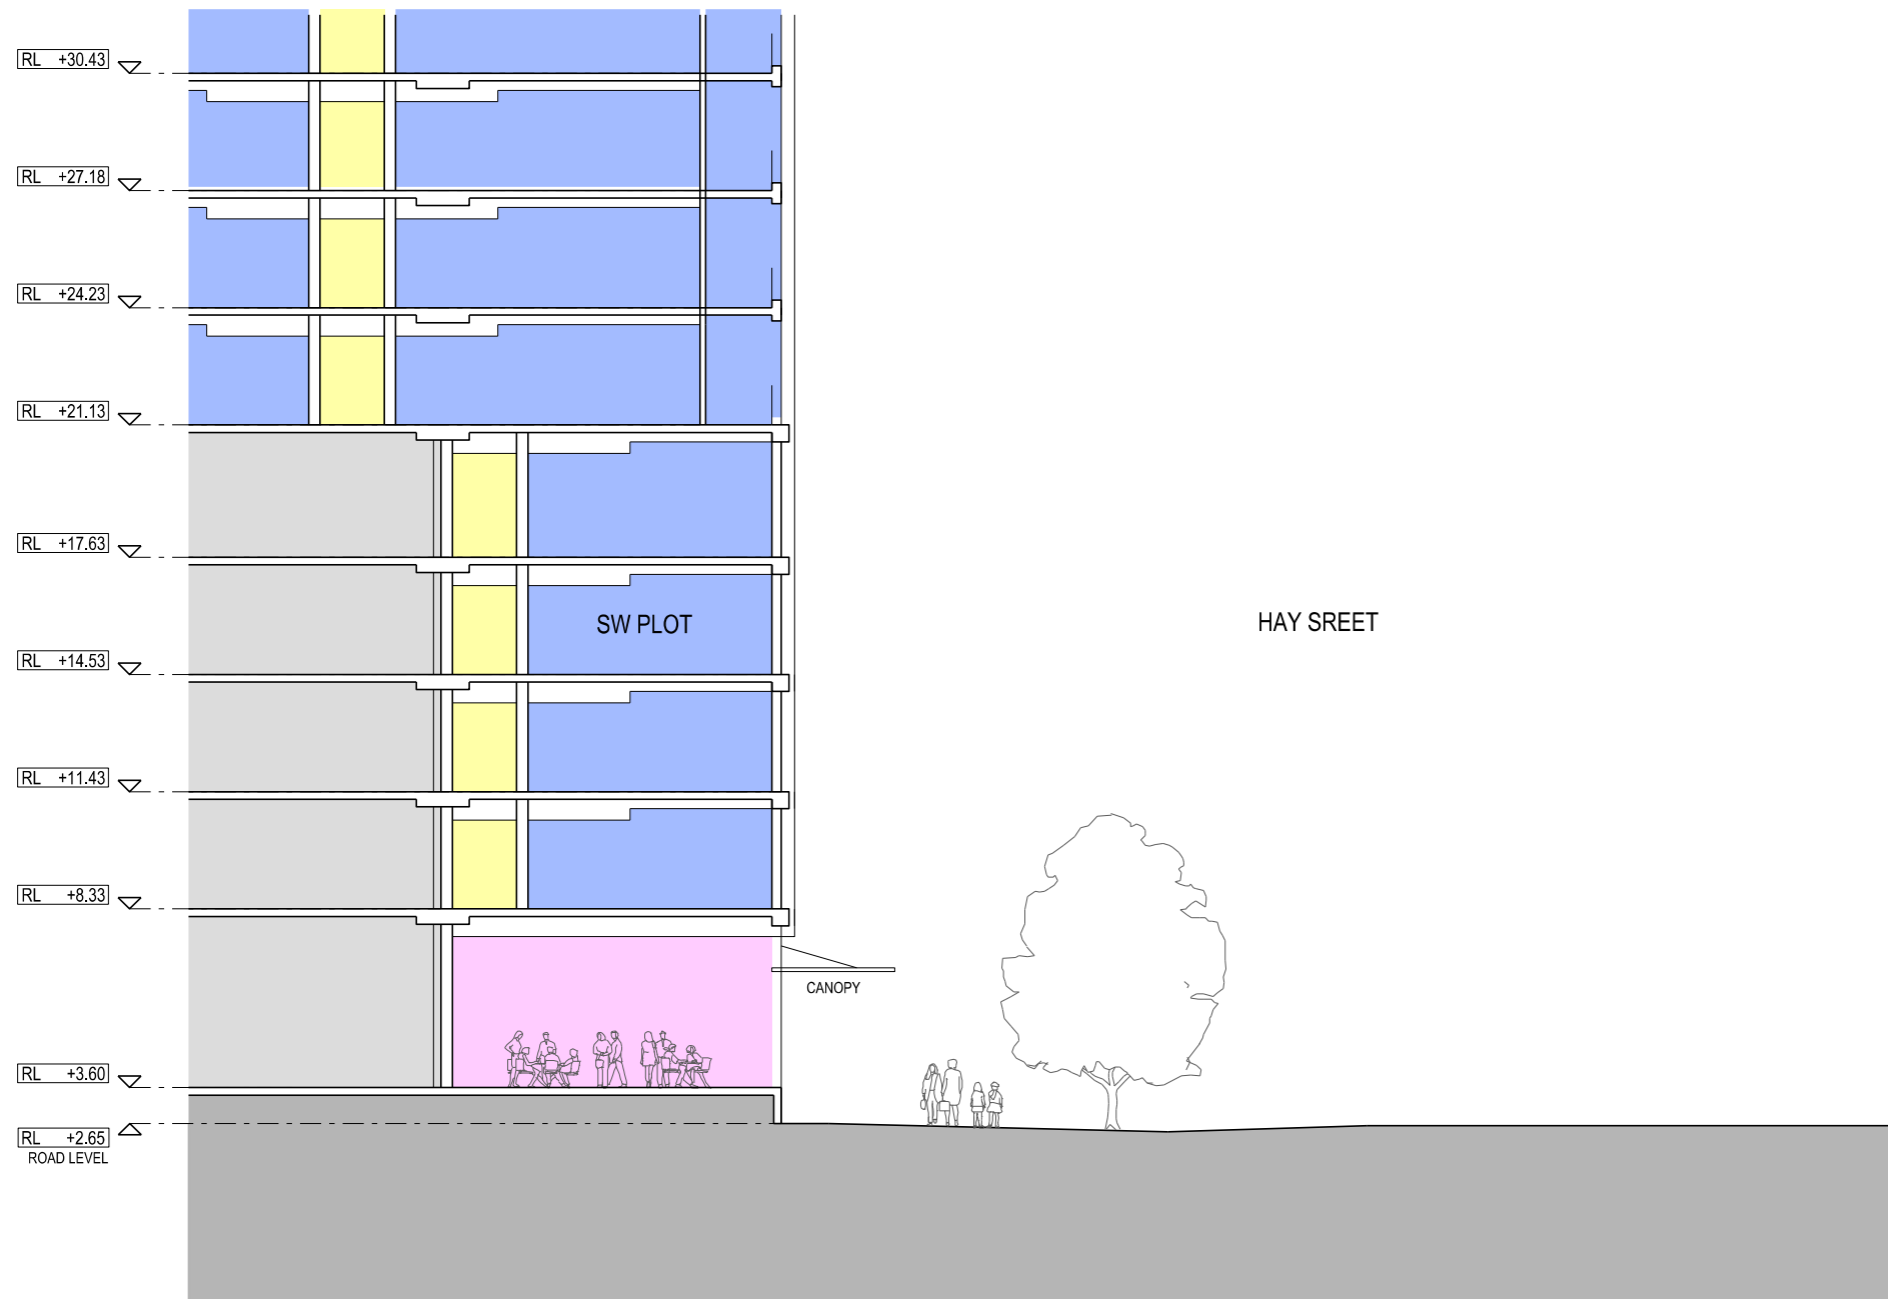 RL +30.43
RL +27.18
RL +24.23
RL +21.13
RL +17.63
SW PLOT
HAY SREET
RL +14.53
RL +11.43
RL +8.33
CANOPY
RL +3.60
RL +2.65
ROAD LEVEL